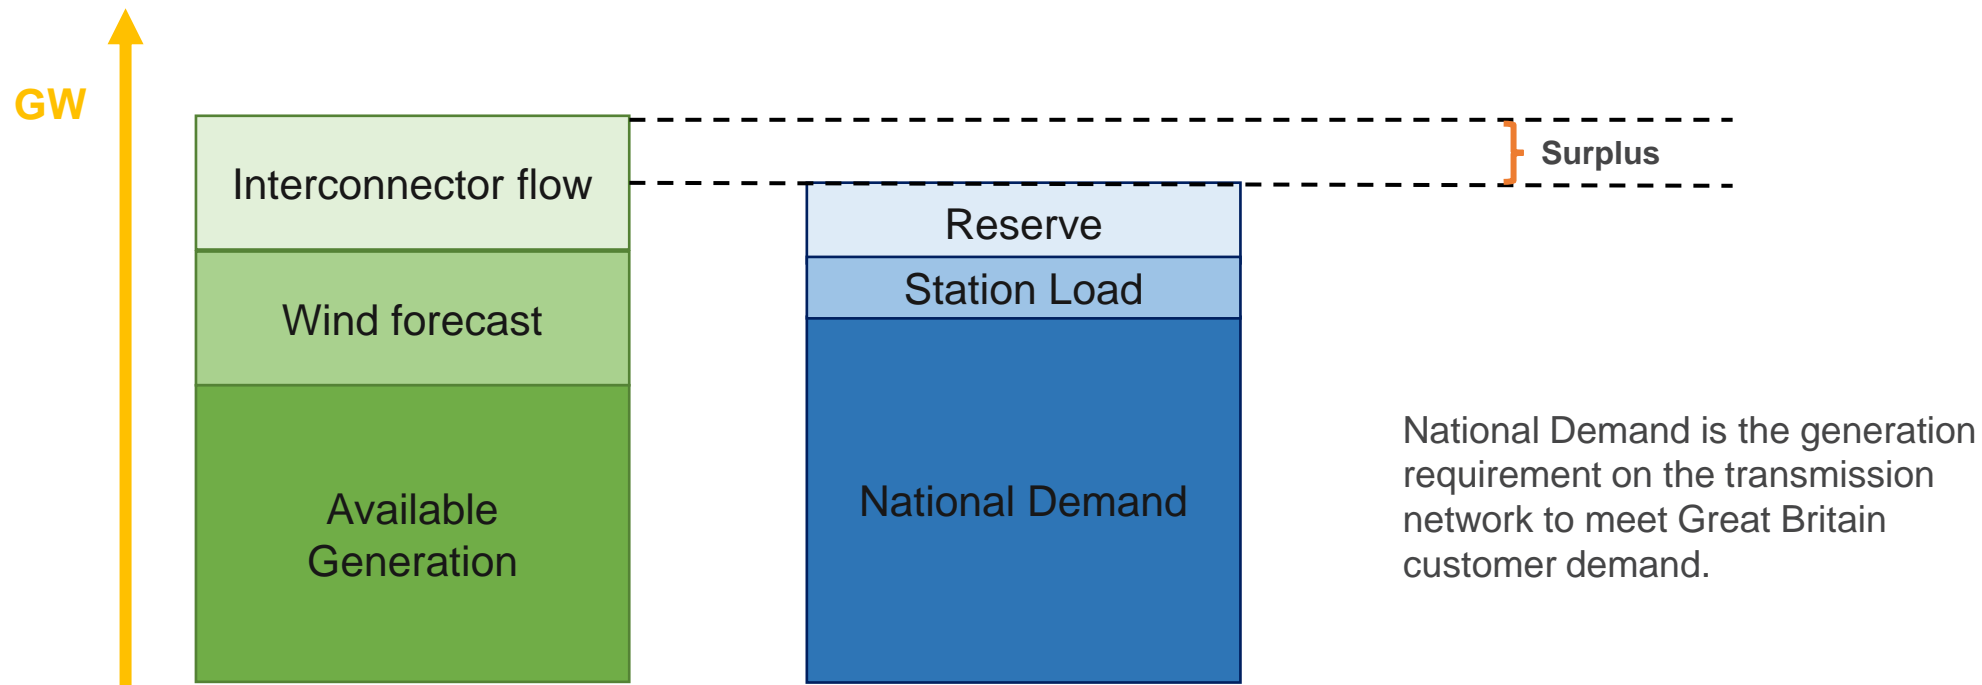 GW
Interconnector flow
Wind forecast
Available
Generation
Reserve
Station Load
National Demand
Surplus
National Demand is the generation
requirement on the transmission
network to meet Great Britain
customer demand.